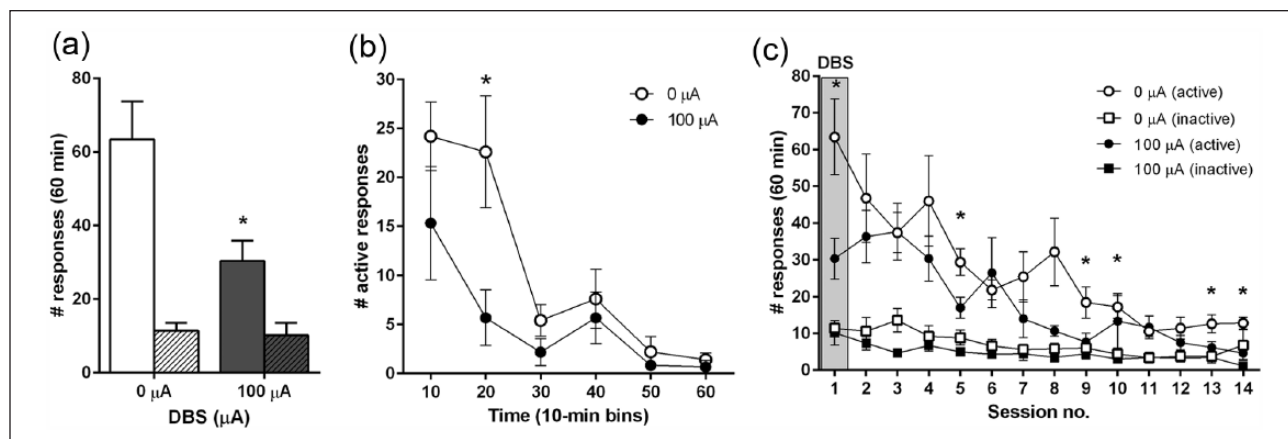 (a)
80
60
40
20
0
# responses (60 min)
*
0 μA
100 μA
DBS (μA)
(b)
30
25
20
15
10
5
0
# active responses
*
0 μA
100 μA
10 20 30 40 50 60
Time (10-min bins)
(c)
DBS
80
70
60
50
40
30
20
10
0
# responses (60 min)
*
* * * * *
0 μA (active)
0 μA (inactive)
100 μA (active)
100 μA (inactive)
1 2 3 4 5 6 7 8 9 10 11 12 13 14
Session no.